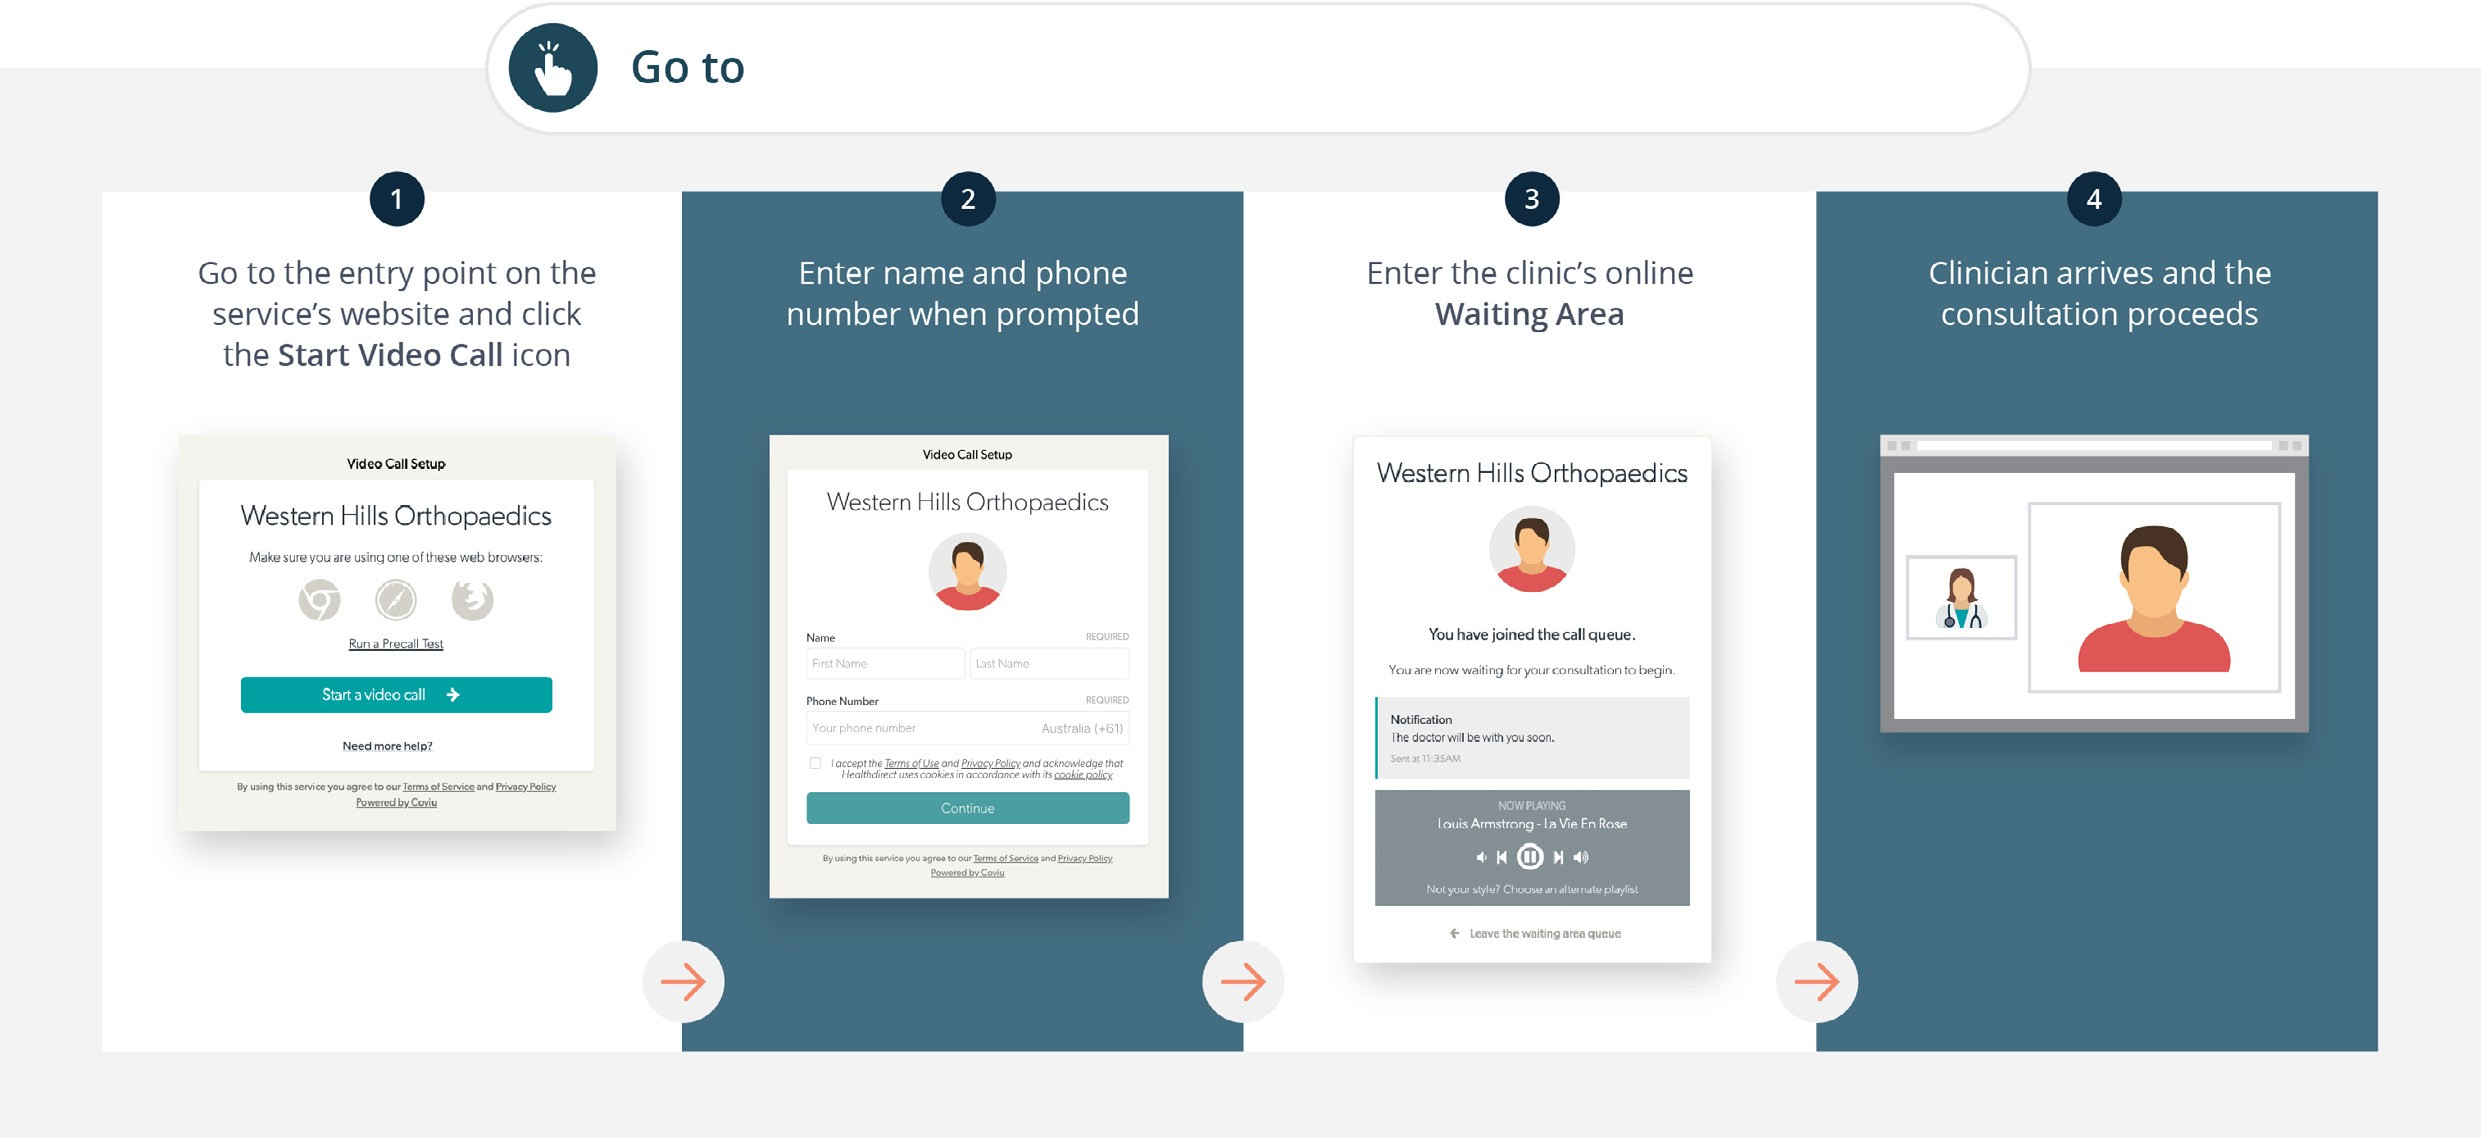 Go to
1
Go to the entry point on the
service’s website and click
the Start Video Call icon
Video Call Setup
Western Hills Orthopaedics
Make sure you are using one of these web browsers:
Run a Precall Test
Start a video call
Need more help?
By using this service you agree to our Terms of Service and Privacy Policy
Powered by Coviu
2
Enter name and phone
number when prompted
Video Call Setup
Western Hills Orthopaedics
Name REQUIRED
First Name Last Name
Phone Number REQUIRED
Your phone number Australia (+61)
I accept the Terms of Use and Privacy Policy and acknowledge that
Healthdirect uses cookies in accordance with its cookie policy
Continue
By using this service you agree to our Terms of Service and Privacy Policy
Powered by Coviu
3
Enter the clinic’s online
Waiting Area
Western Hills Orthopaedics
You have joined the call queue.
You are now waiting for your consultation to begin.
Notification
The doctor will be with you soon.
Sent at 11:35AM
NOW PLAYING
Louis Armstrong - La Vie En Rose
Not your style? Choose an alternate playlist
Leave the waiting area queue
4
Clinician arrives and the
consultation proceeds